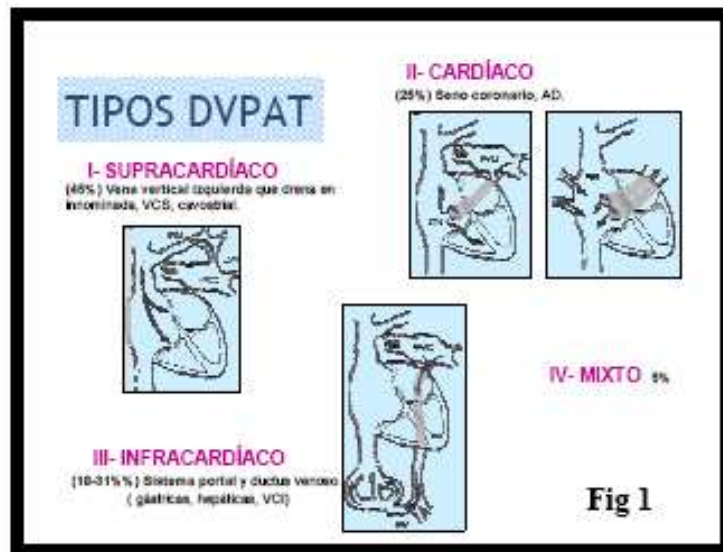 TIPOS DVPAT
I- SUPRACARDÍACO
(45%) Vena vertical izquierda que drena en
innominada, VCS, cavoatrial.
II- CARDÍACO
(25%) Seno coronario, AD.
III- INFRACARDÍACO
(18-31%%) Sistema portal y ductus venoso
( gástricas, hepáticas, VCI)
IV- MIXTO 5%
Fig 1